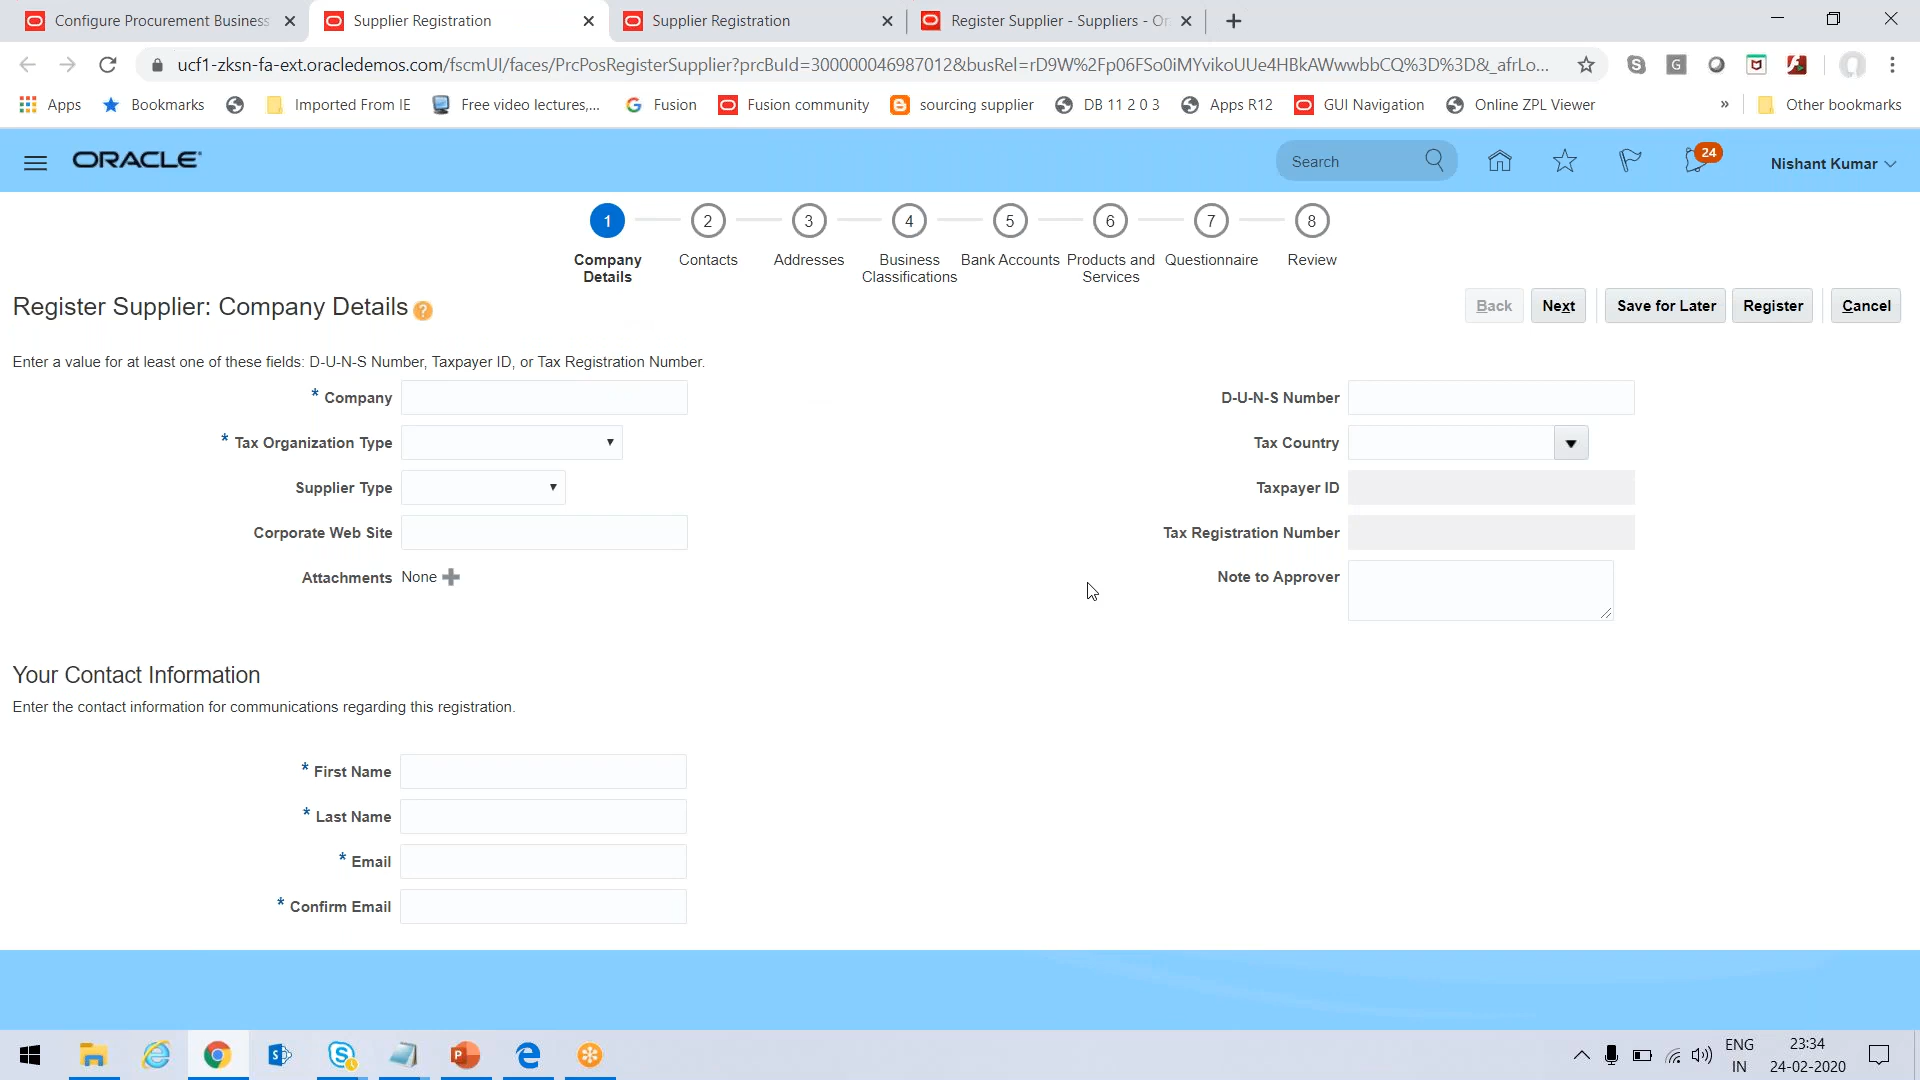 Configure Procurement Business
Supplier Registration
Supplier Registration
Register Supplier - Suppliers - Or
ucf1-zksn-fa-ext.oracledemos.com/fscmUI/faces/PrcPosRegisterSupplier?prcBuId=300000046987012&busRel=rD9W%2Fp06FSo0iMYvikoUUe4HBkAWwwbbCQ%3D%3D&_afrLo...
Apps
Bookmarks
Imported From IE
Free video lectures,...
Fusion
Fusion community
sourcing supplier
DB 11 2 0 3
Apps R12
GUI Navigation
Online ZPL Viewer
»
Other bookmarks
ORACLE
Search
24
Nishant Kumar
1
2
3
4
5
6
7
8
Company
Details
Contacts
Addresses
Business
Classifications
Bank Accounts
Products and
Services
Questionnaire
Review
Register Supplier: Company Details ?
Back
Next
Save for Later
Register
Cancel
Enter a value for at least one of these fields: D-U-N-S Number, Taxpayer ID, or Tax Registration Number.
* Company
D-U-N-S Number
* Tax Organization Type
Tax Country
Supplier Type
Taxpayer ID
Corporate Web Site
Tax Registration Number
Attachments None
Note to Approver
Your Contact Information
Enter the contact information for communications regarding this registration.
* First Name
* Last Name
* Email
* Confirm Email
ENG
IN
23:34
24-02-2020